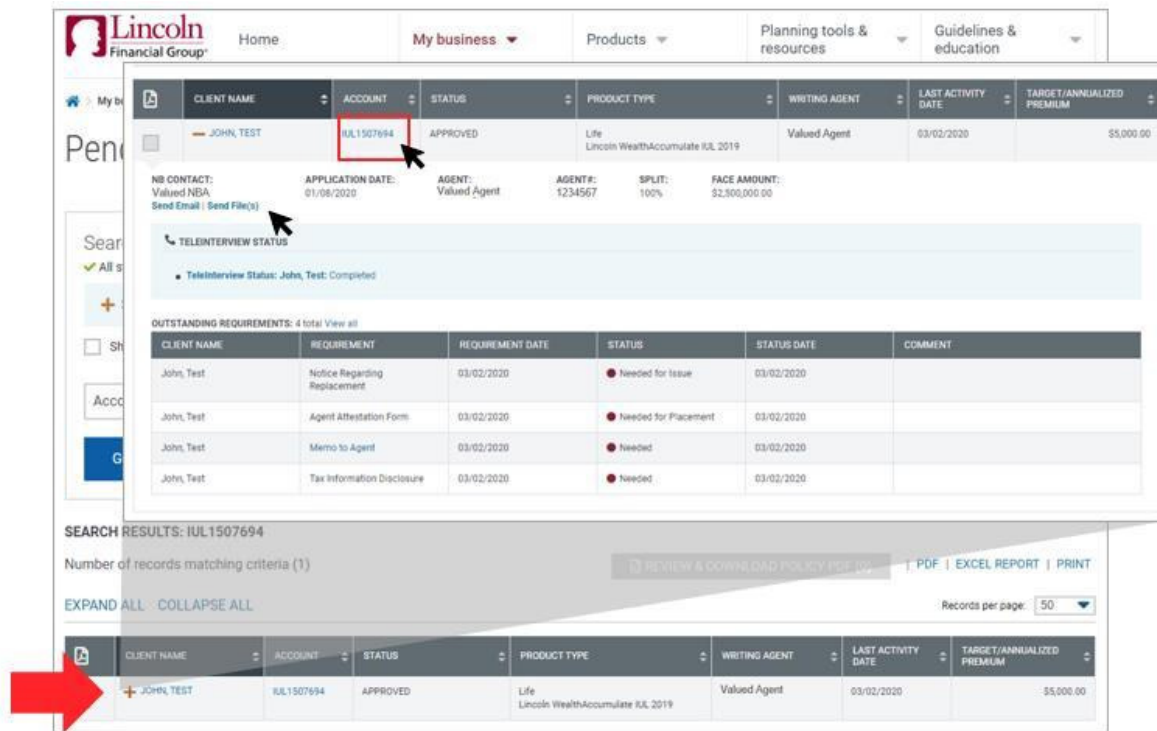 Lincoln
Financial Group®
Home
My business
Products
Planning tools &
resources
Guidelines &
education
My b
Pen
CLIENT NAME
ACCOUNT
STATUS
PRODUCT TYPE
WRITING AGENT
LAST ACTIVITY
DATE
TARGET/ANNUALIZED
PREMIUM
JOHN, TEST
IUL1507694
APPROVED
Life
Lincoln WealthAccumulate IUL 2019
Valued Agent
03/02/2020
$5,000.00
NB CONTACT:
Valued NBA
Send Email | Send File(s)
APPLICATION DATE:
01/08/2020
AGENT:
Valued Agent
AGENT#:
1234567
SPLIT:
100%
FACE AMOUNT:
$2,500,000.00
TELEINTERVIEW STATUS
TeleInterview Status: John, Test: Completed
OUTSTANDING REQUIREMENTS: 4 total View all
CLIENT NAME REQUIREMENT REQUIREMENT DATE STATUS STATUS DATE COMMENT
John, Test Notice Regarding 03/02/2020 Needed for Issue 03/02/2020
Replacement
John, Test Agent Attestation Form 03/02/2020 Needed for Placement 03/02/2020
John, Test Memo to Agent 03/02/2020 Needed 03/02/2020
John, Test Tax Information Disclosure 03/02/2020 Needed 03/02/2020
Sear
All s
Sh
Acco
G
SEARCH RESULTS: IUL1507694
Number of records matching criteria (1)
REVIEW & DOWNLOAD POLICY PDF (0)
| PDF | EXCEL REPORT | PRINT
EXPAND ALL COLLAPSE ALL
Records per page: 50
CLIENT NAME
ACCOUNT
STATUS
PRODUCT TYPE
WRITING AGENT
LAST ACTIVITY
DATE
TARGET/ANNUALIZED
PREMIUM
JOHN, TEST
IUL1507694
APPROVED
Life
Lincoln WealthAccumulate IUL 2019
Valued Agent
03/02/2020
$5,000.00